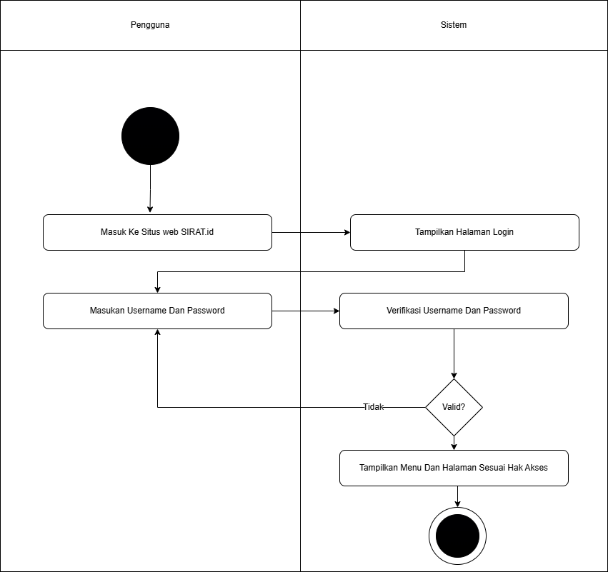 Pengguna
Sistem
Masuk Ke Situs web SIRAT.id
Tampilkan Halaman Login
Masukan Username Dan Password
Verifikasi Username Dan Password
Tidak
Valid?
Tampilkan Menu Dan Halaman Sesuai Hak Akses